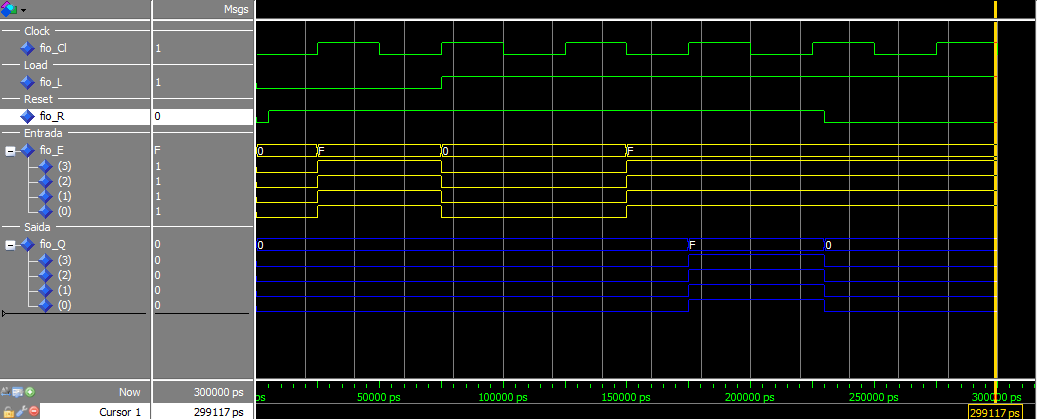 Msgs
Clock
fio_Cl 1
Load
fio_L 1
Reset
fio_R 0
Entrada
fio_E F 0 F 0 F
(3) 1
(2) 1
(1) 1
(0) 1
Saida
fio_Q 0 0 F 0
(3) 0
(2) 0
(1) 0
(0) 0
Now 300000 ps ps 50000 ps 100000 ps 150000 ps 200000 ps 250000 ps 300000 ps
Cursor 1 299117 ps 299117 ps